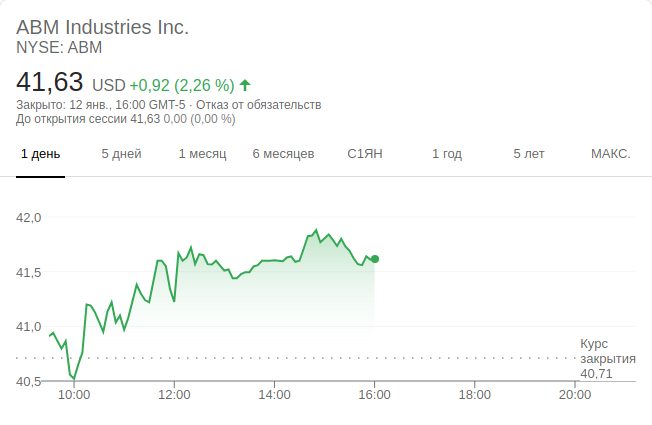 ABM Industries Inc.
NYSE: ABM
41,63 USD +0,92 (2,26 %)
Закрыто: 12 янв., 16:00 GMT-5 · Отказ от обязательств
До открытия сессии 41,63 0,00 (0,00 %)
1 день 5 дней 1 месяц 6 месяцев С1ЯН 1 год 5 лет МАКС.
42,0
41,5
41,0
Курс
закрытия
40,71
40,5
10:00 12:00 14:00 16:00 18:00 20:00